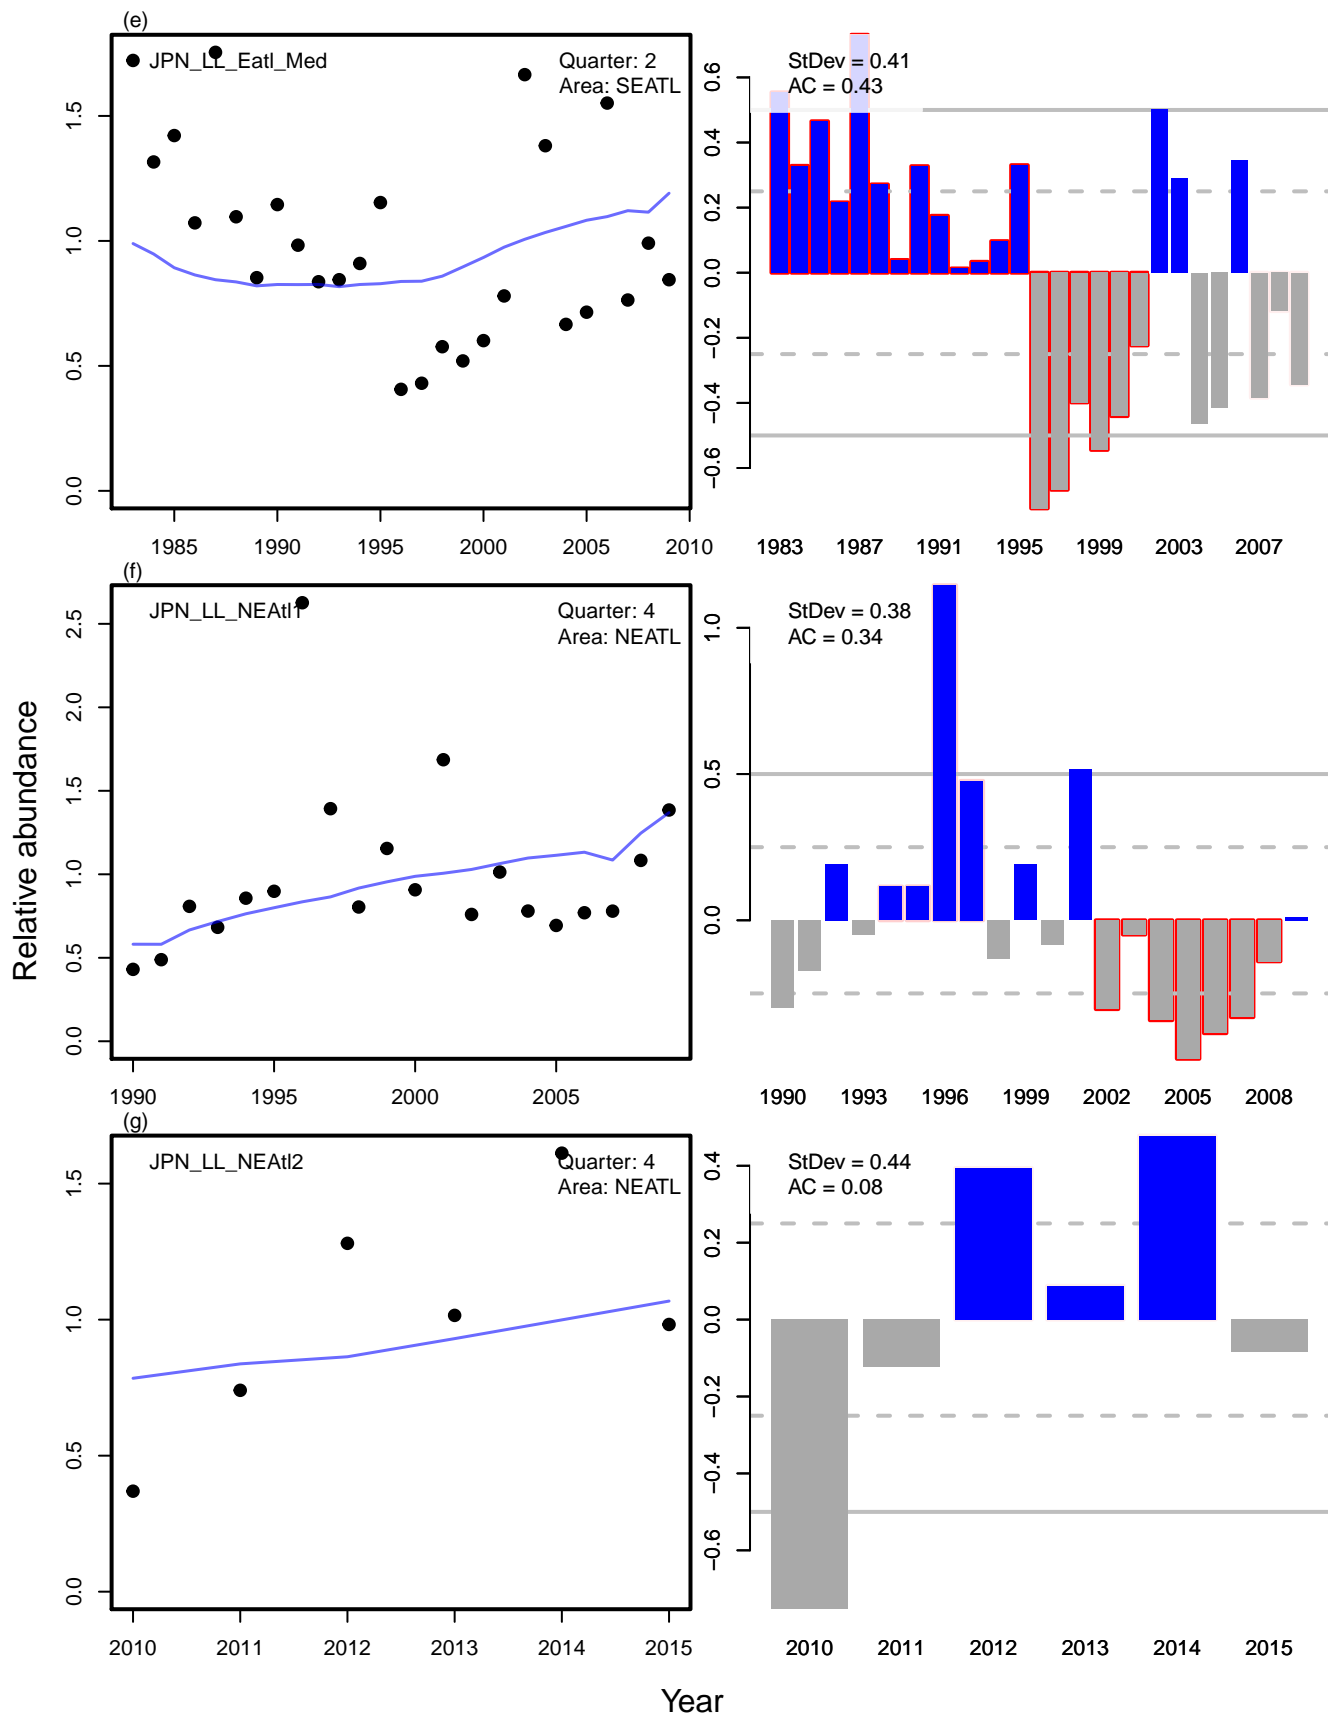 (e)
JPN_LL_Eatl_Med
Quarter: 2
Area: SEATL
0.0 0.5 1.0 1.5
1985 1990 1995 2000 2005 2010
StDev = 0.41
AC = 0.43
−0.6 −0.4 −0.2 0.0 0.2 0.4 0.6
1983 1987 1991 1995 1999 2003 2007
(f)
JPN_LL_NEAtl1
Quarter: 4
Area: NEATL
0.0 0.5 1.0 1.5 2.0 2.5
1990 1995 2000 2005
StDev = 0.38
AC = 0.34
0.0 0.5 1.0
1990 1993 1996 1999 2002 2005 2008
Relative abundance
(g)
JPN_LL_NEAtl2
Quarter: 4
Area: NEATL
0.0 0.5 1.0 1.5
2010 2011 2012 2013 2014 2015
StDev = 0.44
AC = 0.08
−0.6 −0.4 −0.2 0.0 0.2 0.4
2010 2011 2012 2013 2014 2015
Year